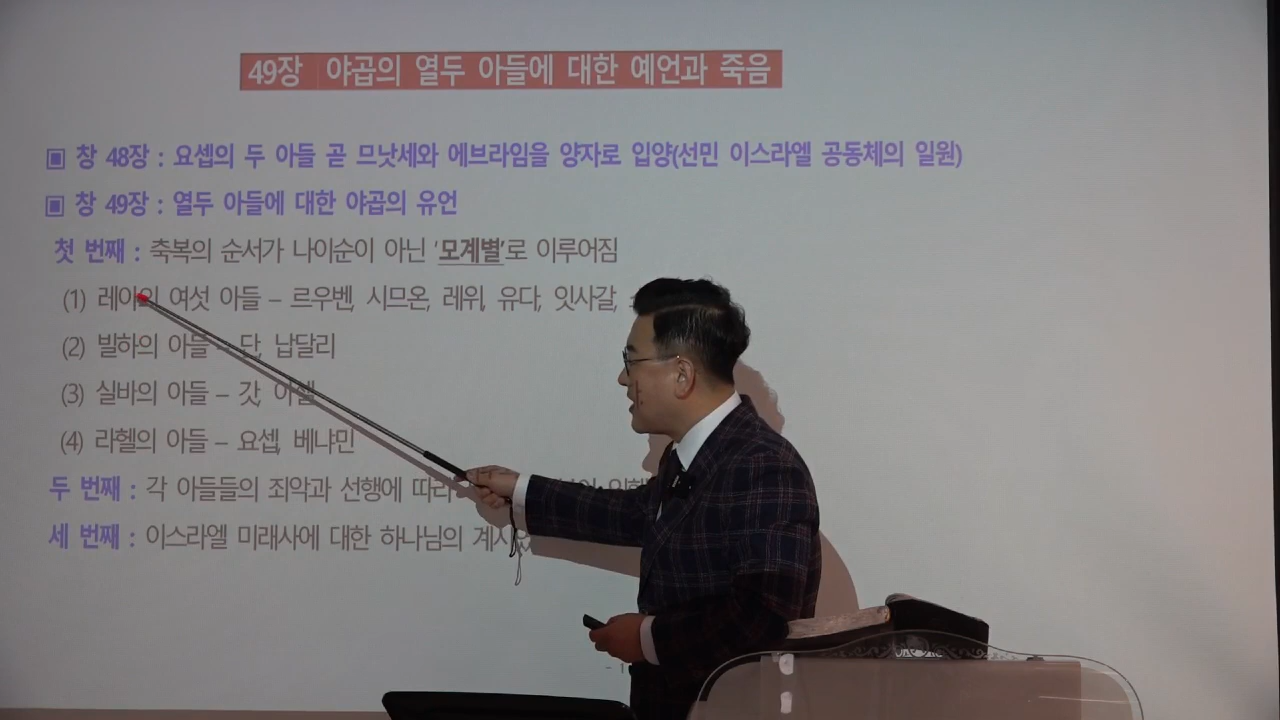 49장 야곱의 열두 아들에 대한 예언과 죽음
▣ 창 48장 : 요셉의 두 아들 곧 므낫세와 에브라임을 양자로 입양(선민 이스라엘 공동체의 일원)
▣ 창 49장 : 열두 아들에 대한 야곱의 유언
첫 번째 : 축복의 순서가 나이순이 아닌 '모계별'로 이루어짐
(1) 레아의 여섯 아들 – 르우벤, 시므온, 레위, 유다, 잇사갈,
(2) 빌하의 아들 – 단, 납달리
(3) 실바의 아들 – 갓, 아셀
(4) 라헬의 아들 – 요셉, 베냐민
두 번째 : 각 아들들의 죄악과 선행에 따라
세 번째 : 이스라엘 미래사에 대한 하나님의